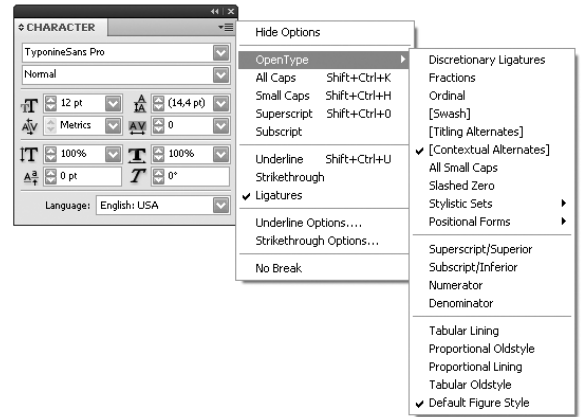 CHARACTER
TyponineSans Pro
Normal
12 pt (14,4 pt)
Metrics 0
100% 100%
0 pt 0°
Language: English: USA
Hide Options
OpenType
All Caps Shift+Ctrl+K
Small Caps Shift+Ctrl+H
Superscript Shift+Ctrl+0
Subscript
Underline Shift+Ctrl+U
Strikethrough
Ligatures
Underline Options....
Strikethrough Options...
No Break
Discretionary Ligatures
Fractions
Ordinal
[Swash]
[Titling Alternates]
[Contextual Alternates]
All Small Caps
Slashed Zero
Stylistic Sets
Positional Forms
Superscript/Superior
Subscript/Inferior
Numerator
Denominator
Tabular Lining
Proportional Oldstyle
Proportional Lining
Tabular Oldstyle
Default Figure Style